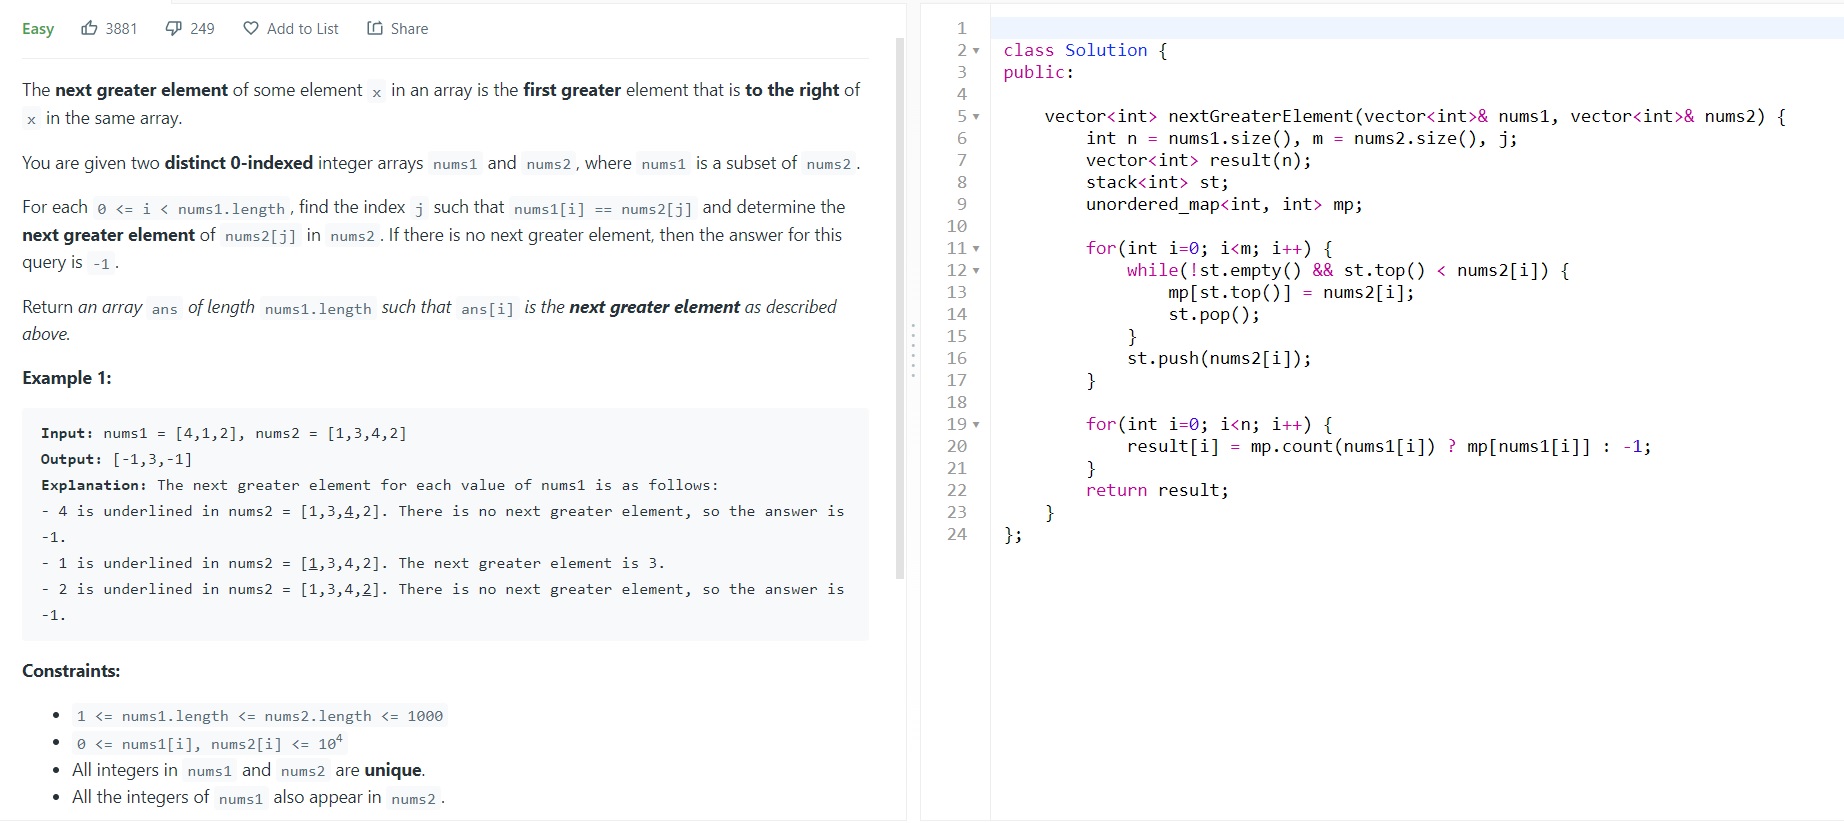 Easy 3881 249 Add to List Share
The next greater element of some element x in an array is the first greater element that is to the right of
x in the same array.
You are given two distinct 0-indexed integer arrays nums1 and nums2, where nums1 is a subset of nums2.
For each 0 <= i < nums1.length, find the index j such that nums1[i] == nums2[j] and determine the
next greater element of nums2[j] in nums2. If there is no next greater element, then the answer for this
query is -1.
Return an array ans of length nums1.length such that ans[i] is the next greater element as described
above.
Example 1:
Input: nums1 = [4,1,2], nums2 = [1,3,4,2]
Output: [-1,3,-1]
Explanation: The next greater element for each value of nums1 is as follows:
- 4 is underlined in nums2 = [1,3,4,2]. There is no next greater element, so the answer is
-1.
- 1 is underlined in nums2 = [1,3,4,2]. The next greater element is 3.
- 2 is underlined in nums2 = [1,3,4,2]. There is no next greater element, so the answer is
-1.
Constraints:
• 1 <= nums1.length <= nums2.length <= 1000
• 0 <= nums1[i], nums2[i] <= 10⁴
• All integers in nums1 and nums2 are unique.
• All the integers of nums1 also appear in nums2.
1
2 class Solution {
3 public:
4
5     vector<int> nextGreaterElement(vector<int>& nums1, vector<int>& nums2) {
6         int n = nums1.size(), m = nums2.size(), j;
7         vector<int> result(n);
8         stack<int> st;
9         unordered_map<int, int> mp;
10
11         for(int i=0; i<m; i++) {
12             while(!st.empty() && st.top() < nums2[i]) {
13                 mp[st.top()] = nums2[i];
14                 st.pop();
15             }
16             st.push(nums2[i]);
17         }
18
19         for(int i=0; i<n; i++) {
20             result[i] = mp.count(nums1[i]) ? mp[nums1[i]] : -1;
21         }
22         return result;
23     }
24 };